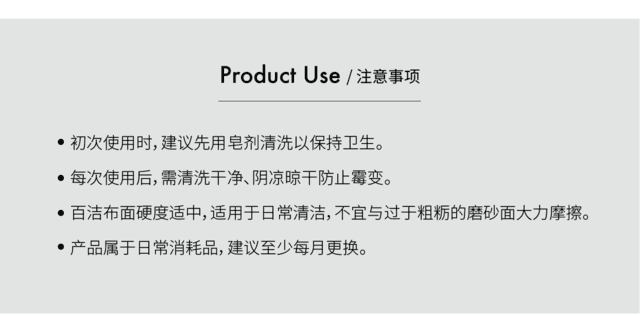 Product Use / 注意事项
● 初次使用时，建议先用皂剂清洗以保持卫生。
● 每次使用后，需清洗干净、阴凉晾干防止霉变。
● 百洁布面硬度适中，适用于日常清洁，不宜与过于粗粝的磨砂面大力摩擦。
● 产品属于日常消耗品，建议至少每月更换。